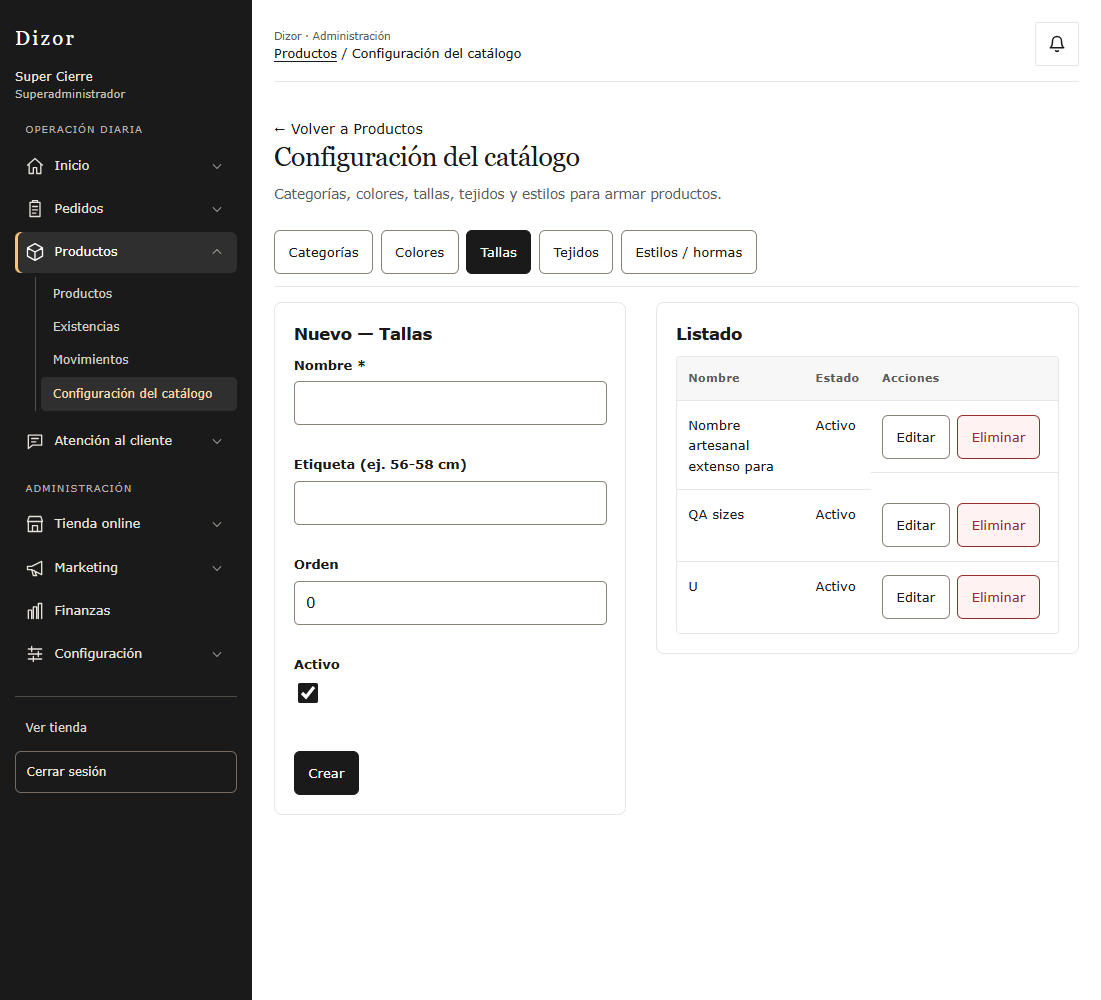 Dizor
Super Cierre
Superadministrador
OPERACIÓN DIARIA
Inicio
Pedidos
Productos
Productos
Existencias
Movimientos
Configuración del catálogo
Atención al cliente
ADMINISTRACIÓN
Tienda online
Marketing
Finanzas
Configuración
Ver tienda
Cerrar sesión
Dizor · Administración
Productos / Configuración del catálogo
← Volver a Productos
Configuración del catálogo
Categorías, colores, tallas, tejidos y estilos para armar productos.
Categorías Colores Tallas Tejidos Estilos / hormas
Nuevo — Tallas
Nombre *
Etiqueta (ej. 56-58 cm)
Orden
0
Activo
Crear
Listado
Nombre Estado Acciones
Nombre Activo Editar Eliminar
artesanal
extenso para
QA sizes Activo Editar Eliminar
U Activo Editar Eliminar